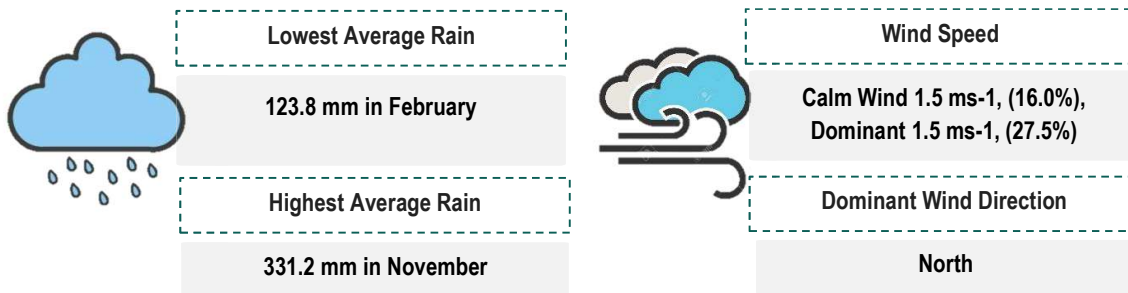 Lowest Average Rain
123.8 mm in February
Highest Average Rain
331.2 mm in November
Wind Speed
Calm Wind 1.5 ms-1, (16.0%),
Dominant 1.5 ms-1, (27.5%)
Dominant Wind Direction
North